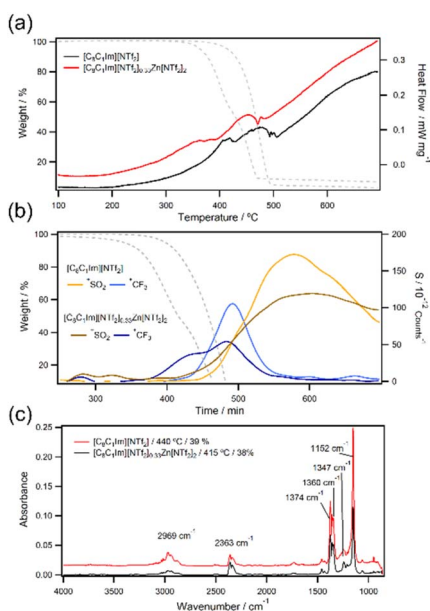 (a)
[C₈C₁Im][NTf₂]
[C₈C₁Im][NTf₂]₀.₃₃Zn[NTf₂]₂
100
80
60
40
20
Weight / %
0.3
0.2
0.1
0.0
Heat Flow / mW mg⁻¹
100
200
300
400
500
600
Temperature / ºC
(b)
100
80
60
40
20
Weight / %
[C₈C₁Im][NTf₂]
⁺SO₂
⁺CF₃
[C₈C₁Im][NTf₂]₀.₃₃Zn[NTf₂]₂
⁺SO₂
⁺CF₃
200
150
100
50
0
S / 10⁻¹²
Counts⁻¹
300
400
500
600
Time / min
(c)
0.25
0.20
0.15
0.10
0.05
0.00
Absorbance
[C₈C₁Im][NTf₂] / 440 ºC / 39 %
[C₈C₁Im][NTf₂]₀.₃₃Zn[NTf₂]₂ / 415 ºC / 38%
1152 cm⁻¹
1347 cm⁻¹
1360 cm⁻¹
1374 cm⁻¹
2969 cm⁻¹
2363 cm⁻¹
4000
3500
3000
2500
2000
1500
1000
Wavenumber / cm⁻¹